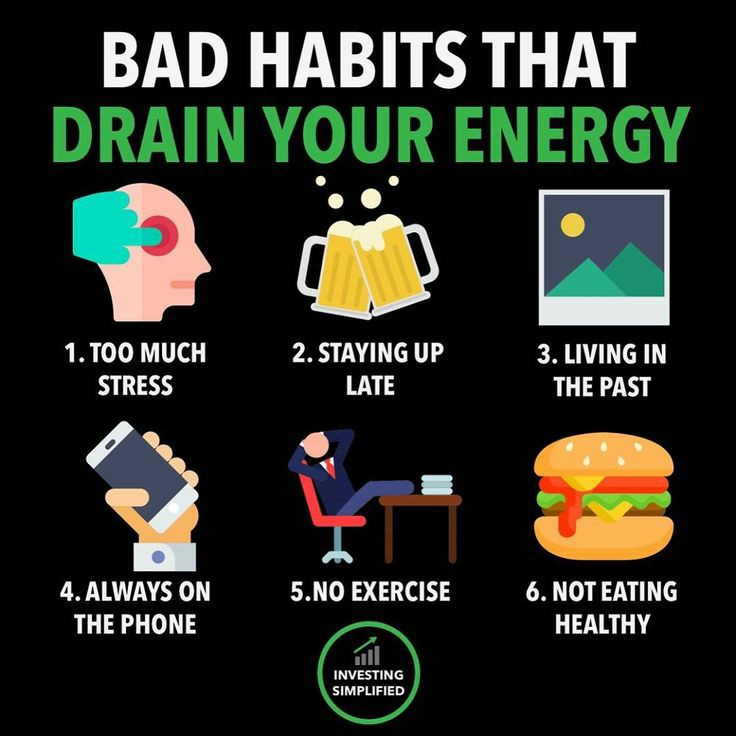 BAD HABITS THAT
DRAIN YOUR ENERGY
1. TOO MUCH
STRESS
2. STAYING UP
LATE
3. LIVING IN
THE PAST
4. ALWAYS ON
THE PHONE
5.NO EXERCISE
6. NOT EATING
HEALTHY
INVESTING
SIMPLIFIED